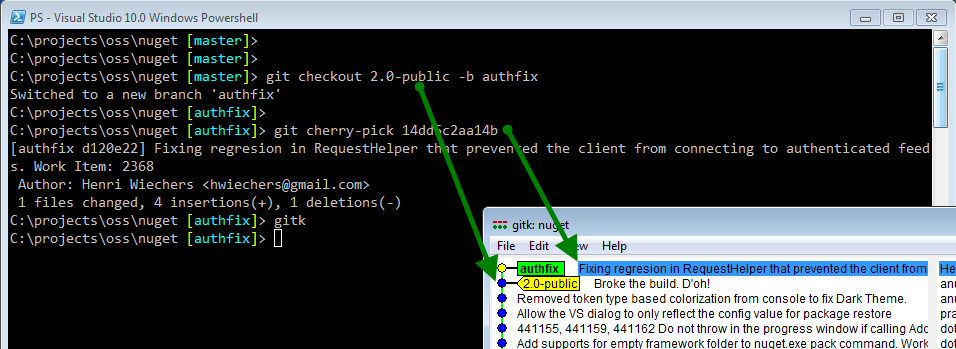 PS - Visual Studio 10.0 Windows Powershell
C:\projects\oss\nuget [master]>
C:\projects\oss\nuget [master]>
C:\projects\oss\nuget [master]> git checkout 2.0-public -b authfix
Switched to a new branch 'authfix'
C:\projects\oss\nuget [authfix]>
C:\projects\oss\nuget [authfix]> git cherry-pick 14dd5c2aa14b
[authfix d120e22] Fixing regresion in RequestHelper that prevented the client from connecting to authenticated feed
s. Work Item: 2368
Author: Henri Wiechers <hwiechers@gmail.com>
1 files changed, 4 insertions(+), 1 deletions(-)
C:\projects\oss\nuget [authfix]> gitk
C:\projects\oss\nuget [authfix]>
gitk: nuget
File Edit ew Help
authfix Fixing regresion in RequestHelper that prevented the client from He
2.0-public Broke the build. D'oh! anu
Removed token type based colorization from console to fix Dark Theme. anu
Allow the VS dialog to only reflect the config value for package restore pra
441155, 441159, 441162 Do not throw in the progress window if calling Add dot
Add supports for empty framework folder to nuget.exe pack command. Work dot